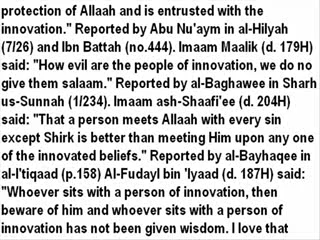 protection of Allaah and is entrusted with the
innovation." Reported by Abu Nu'aym in al-Hilyah
(7/26) and Ibn Battah (no.444). Imaam Maalik (d. 179H)
said: "How evil are the people of innovation, we do no
give them salaam." Reported by al-Baghawee in Sharh
us-Sunnah (1/234). Imaam ash-Shaafi'ee (d. 204H)
said: "That a person meets Allaah with every sin
except Shirk is better than meeting Him upon any one
of the innovated beliefs." Reported by al-Bayhaqee in
al-I'tiqaad (p.158) Al-Fudayl bin 'Iyaad (d. 187H) said:
"Whoever sits with a person of innovation, then
beware of him and whoever sits with a person of
innovation has not been given wisdom. I love that